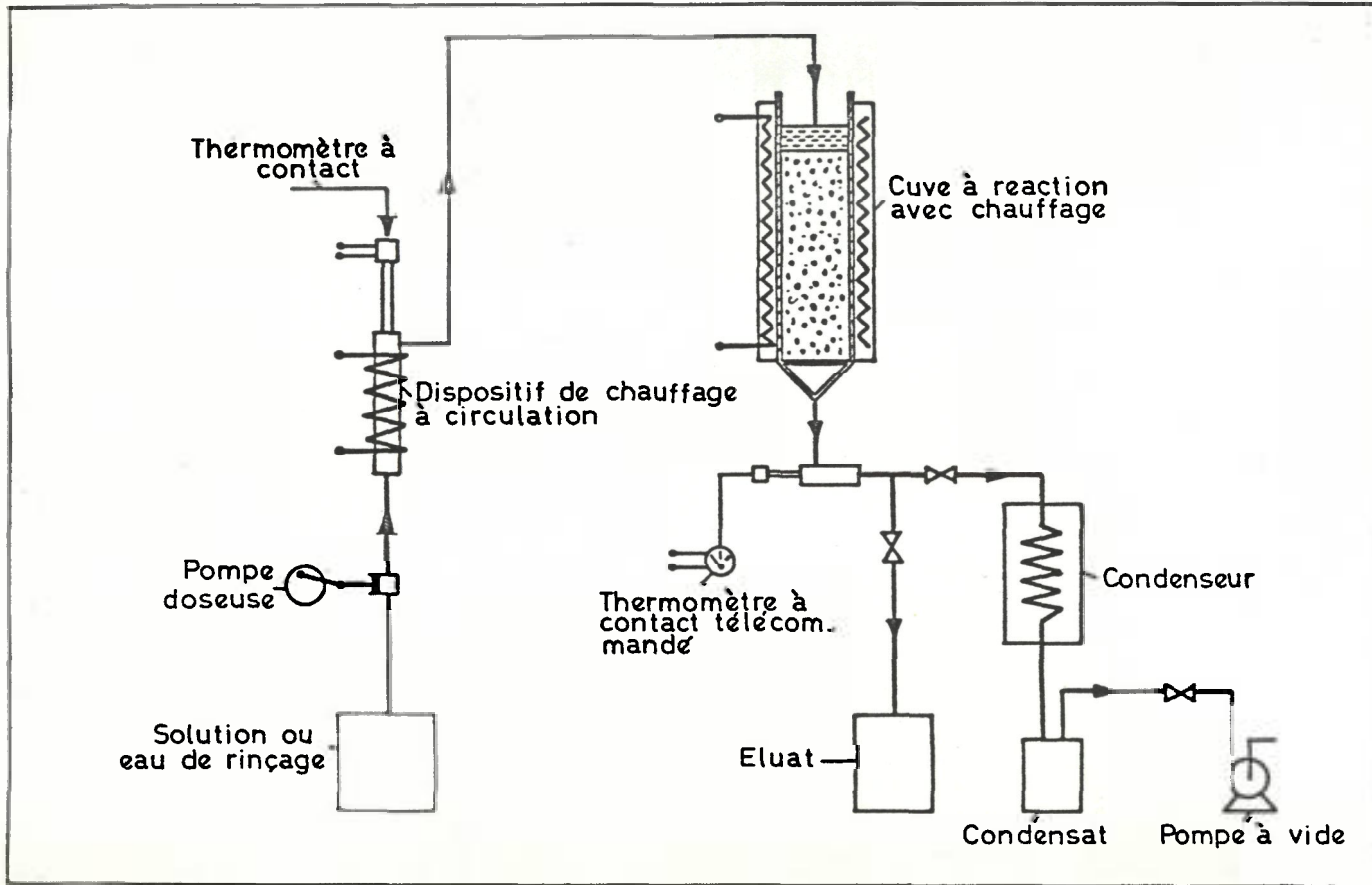 Thermomètre à
contact
Cuve à reaction
avec chauffage
Dispositif de chauffage
à circulation
Pompe
doseuse
Thermomètre à
contact télécom.
mandé
Condenseur
Solution ou
eau de rinçage
Eluat
Condensat
Pompe à vide